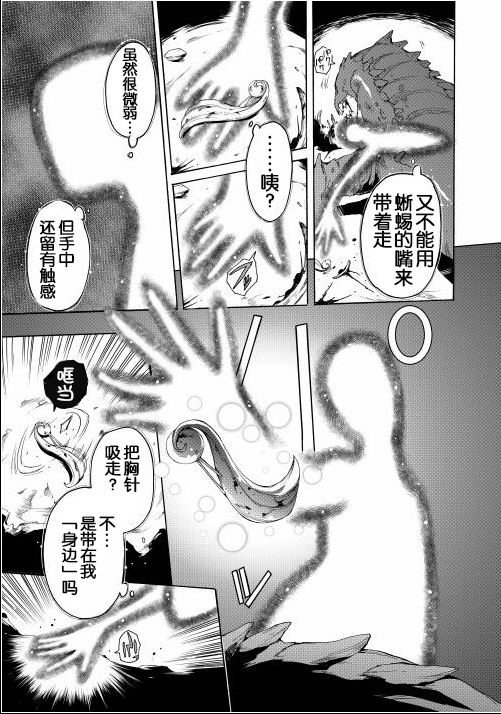 又不能用
蜥蜴的嘴来
带着走
……
咦？
虽然很微弱…
但手中
还留有触感
哐当
把胸针
吸走？
不…
是带在我
「身边」吗